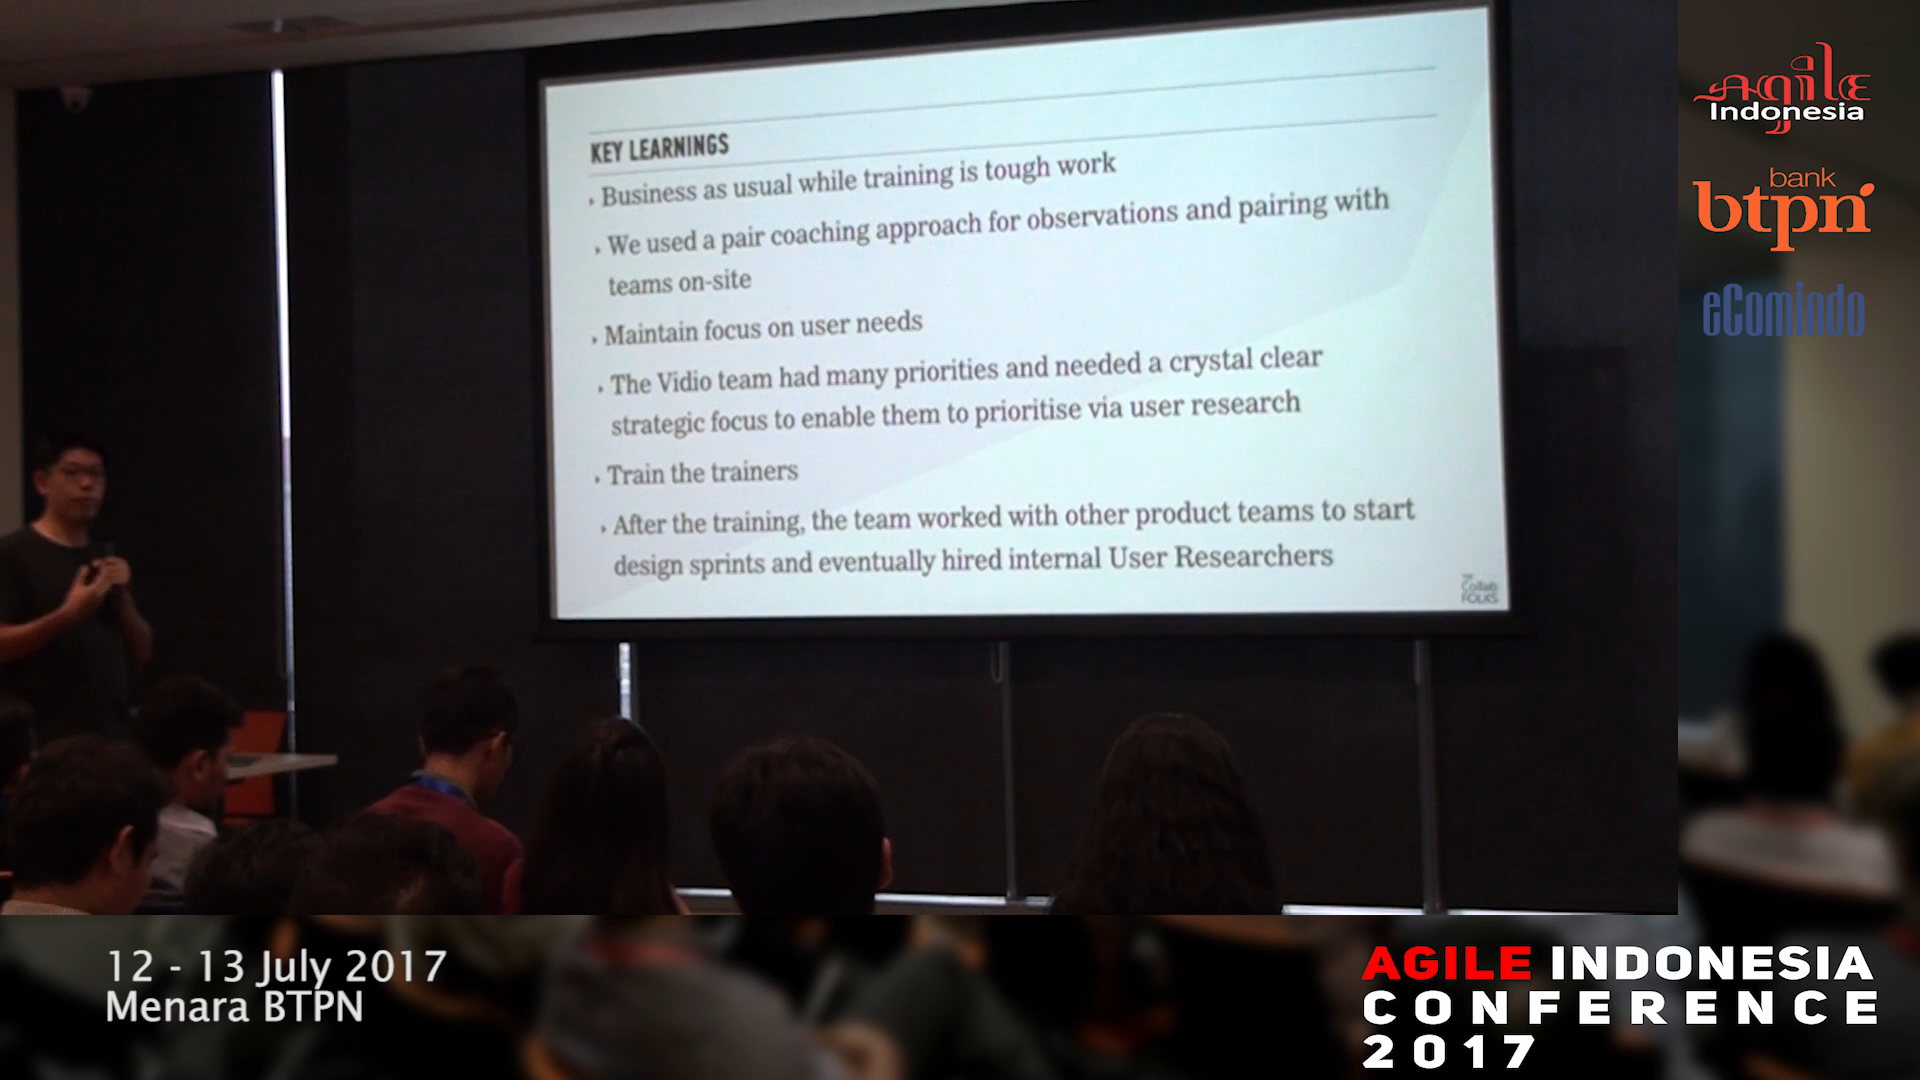 KEY LEARNINGS
Business as usual while training is tough work
We used a pair coaching approach for observations and pairing with
teams on-site
Maintain focus on user needs
The Vidio team had many priorities and needed a crystal clear
strategic focus to enable them to prioritise via user research
Train the trainers
After the training, the team worked with other product teams to start
design sprints and eventually hired internal User Researchers
Collab
FOLKS
agile
Indonesia
bank
btpn
eComindo
12 - 13 July 2017
Menara BTPN
AGILE INDONESIA
CONFERENCE
2017